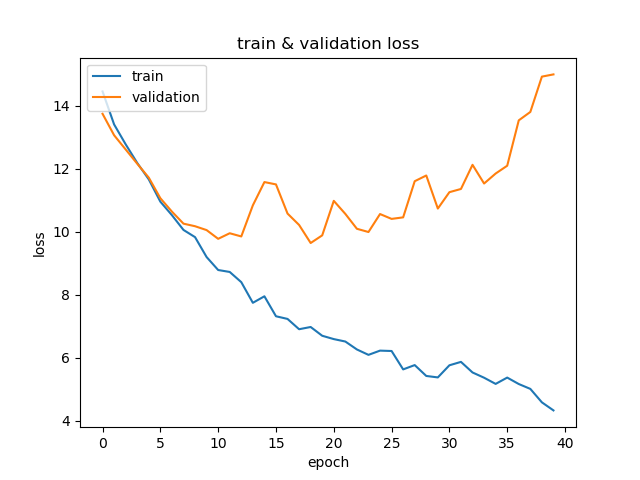 train & validation loss
train
validation
loss
14
12
10
8
6
4
0 5 10 15 20 25 30 35 40
epoch